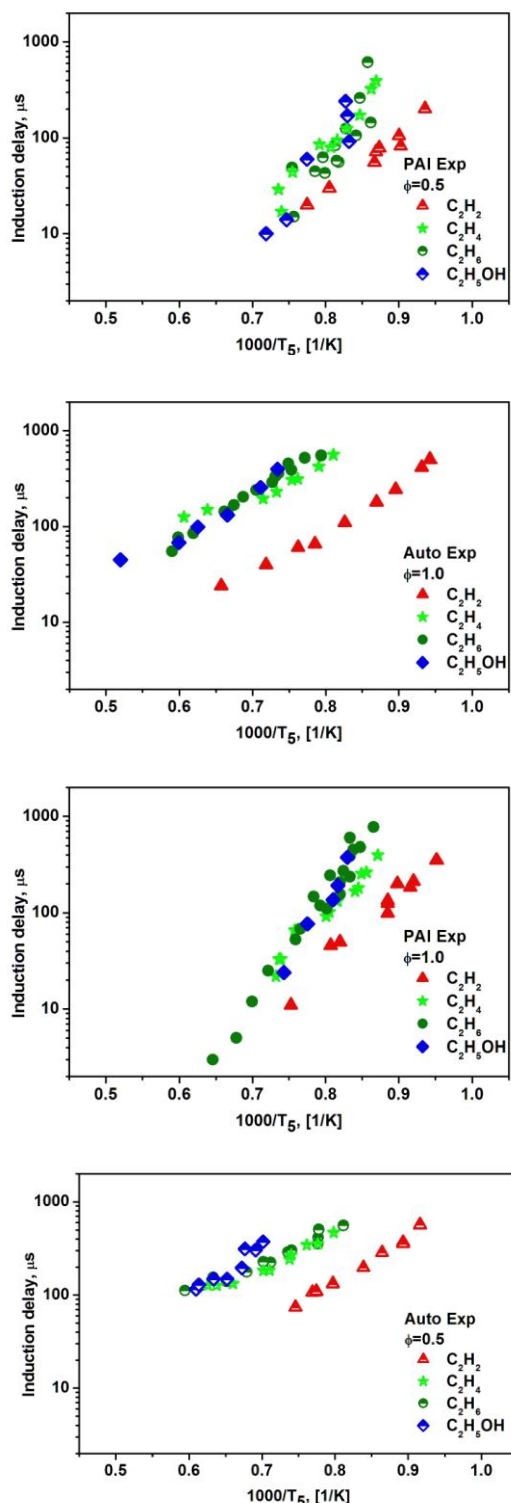 1000
100
10
Induction delay, μs
PAI Exp
ϕ=0.5
C₂H₂
C₂H₄
C₂H₆
C₂H₅OH
0.5 0.6 0.7 0.8 0.9 1.0
1000/T₅, [1/K]
1000
100
10
Induction delay, μs
Auto Exp
ϕ=1.0
C₂H₂
C₂H₄
C₂H₆
C₂H₅OH
0.5 0.6 0.7 0.8 0.9 1.0
1000/T₅, [1/K]
1000
100
10
Induction delay, μs
PAI Exp
ϕ=1.0
C₂H₂
C₂H₄
C₂H₆
C₂H₅OH
0.5 0.6 0.7 0.8 0.9 1.0
1000/T₅, [1/K]
1000
100
10
Induction delay, μs
Auto Exp
ϕ=0.5
C₂H₂
C₂H₄
C₂H₆
C₂H₅OH
0.5 0.6 0.7 0.8 0.9 1.0
1000/T₅, [1/K]